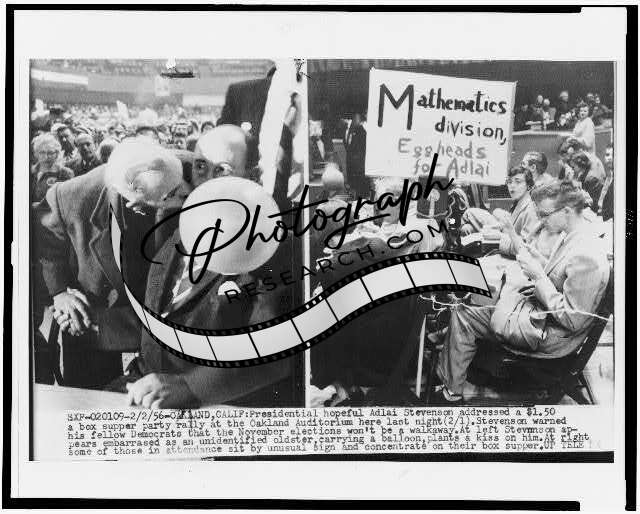 Mathematics
division,
Eggheads
for Adlai
Photograph
RESEARCH.COM
SXP-020109-2/2/56-OAKLAND,CALIF:Presidential hopeful Adlai Stevenson addressed a $1.50
a box supper party rally at the Oakland Auditorium here last night(2/1).Stevenson warned
his fellow Democrats that the November elections won't be a walkaway.At left Stevenson ap-
pears embarrased as an unidentified oldster,carrying a balloon,plants a kiss on him.At right
some of those in attendance sit by unusual sign and concentrate on their box supper.UP TELE